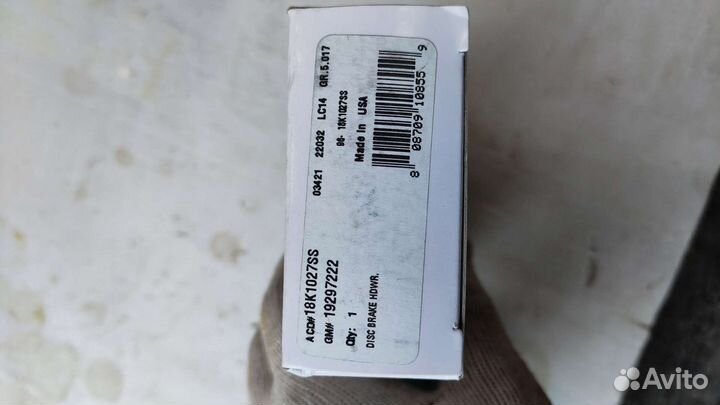 ACD# 18K1027SS
GM# 19297222
Qty: 1
DISC BRAKE HDWR.
03421 22032 LC14 GR.5.017
96- 18K1027SS
Made In USA
8 08709 10855 9
Avito